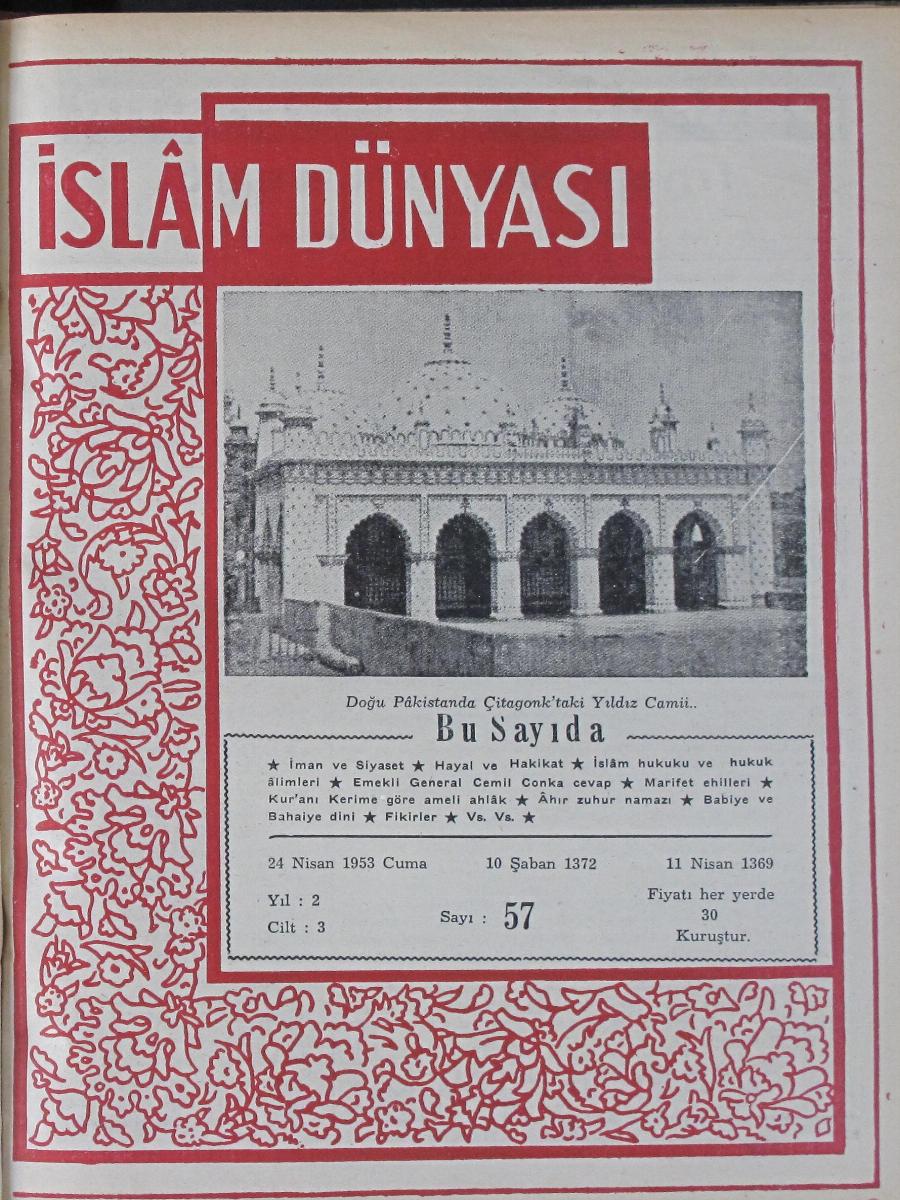 İSLÂM DÜNYASI
Doğu Pâkistanda Çitagonk'taki Yıldız Camii..
Bu Sayıda
★ İman ve Siyaset ★ Hayal ve Hakikat ★ İslâm hukuku ve hukuk
âlimleri ★ Emekli General Cemil Conka cevap ★ Marifet ehilleri ★
Kur'anı Kerime göre ameli ahlâk ★ Âhır zuhur namazı ★ Babiye ve
Bahaiye dini ★ Fikirler ★ Vs. Vs. ★
24 Nisan 1953 Cuma 10 Şaban 1372 11 Nisan 1369
Yıl : 2
Cilt : 3
Sayı : 57
Fiyatı her yerde
30
Kuruştur.